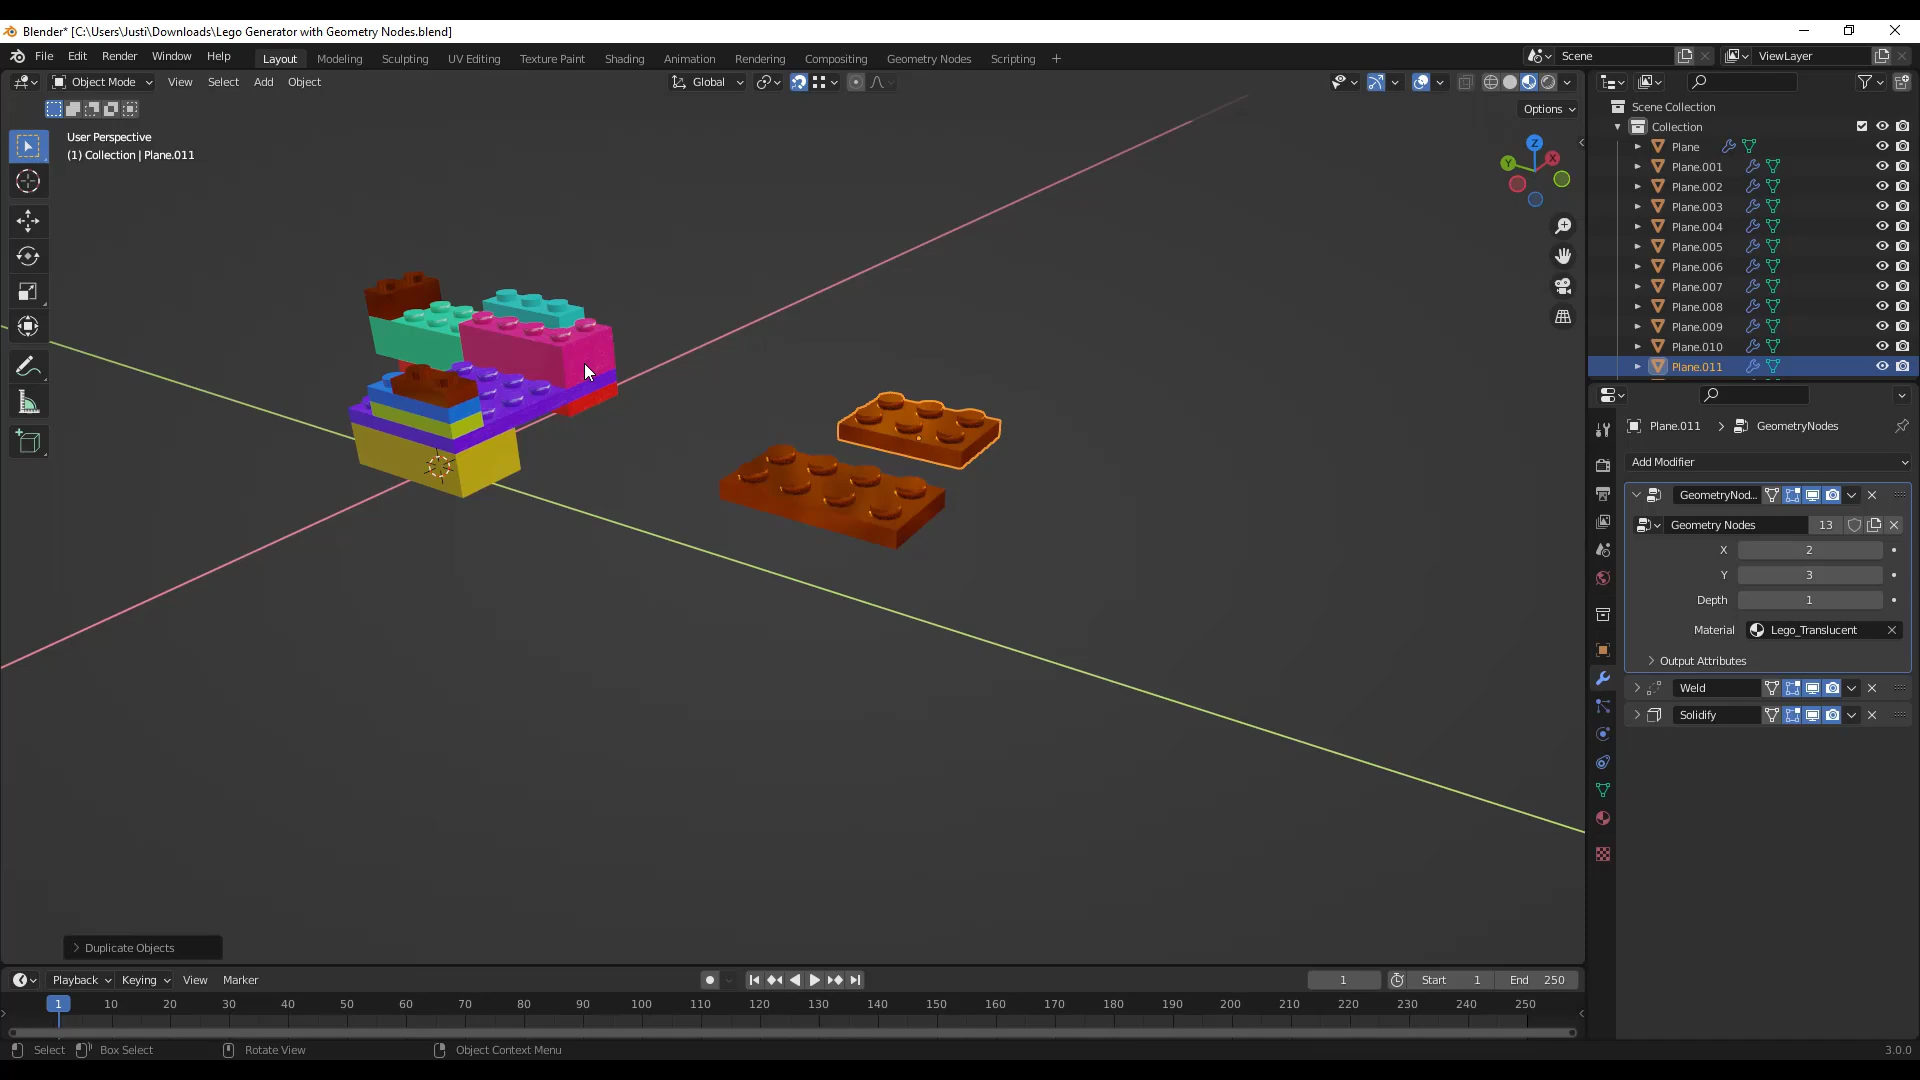 Blender* [C:\Users\Justi\Downloads\Lego Generator with Geometry Nodes.blend]
File Edit Render Window Help Layout Modeling Sculpting UV Editing Texture Paint Shading Animation Rendering Compositing Geometry Nodes Scripting + Scene ViewLayer
Object Mode View Select Add Object Global
Options
User Perspective
(1) Collection | Plane.011
Z
Y
X
Scene Collection
Collection
Plane
Plane.001
Plane.002
Plane.003
Plane.004
Plane.005
Plane.006
Plane.007
Plane.008
Plane.009
Plane.010
Plane.011
Plane.011 > GeometryNodes
Add Modifier
GeometryNod...
Geometry Nodes 13
X 2
Y 3
Depth 1
Material Lego_Translucent
Output Attributes
Weld
Solidify
Duplicate Objects
Playback Keying View Marker 1 Start 1 End 250
1 10 20 30 40 50 60 70 80 90 100 110 120 130 140 150 160 170 180 190 200 210 220 230 240 250
Select Box Select Rotate View Object Context Menu 3.0.0